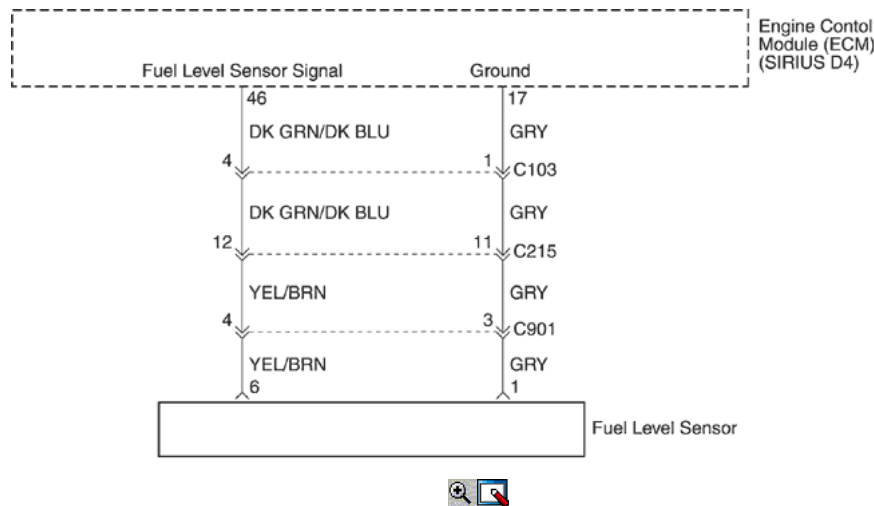 Engine Contol
Module (ECM)
(SIRIUS D4)
Fuel Level Sensor Signal Ground
46 17
DK GRN/DK BLU GRY
4 1 C103
DK GRN/DK BLU GRY
12 11 C215
YEL/BRN GRY
4 3 C901
YEL/BRN GRY
6 1
Fuel Level Sensor